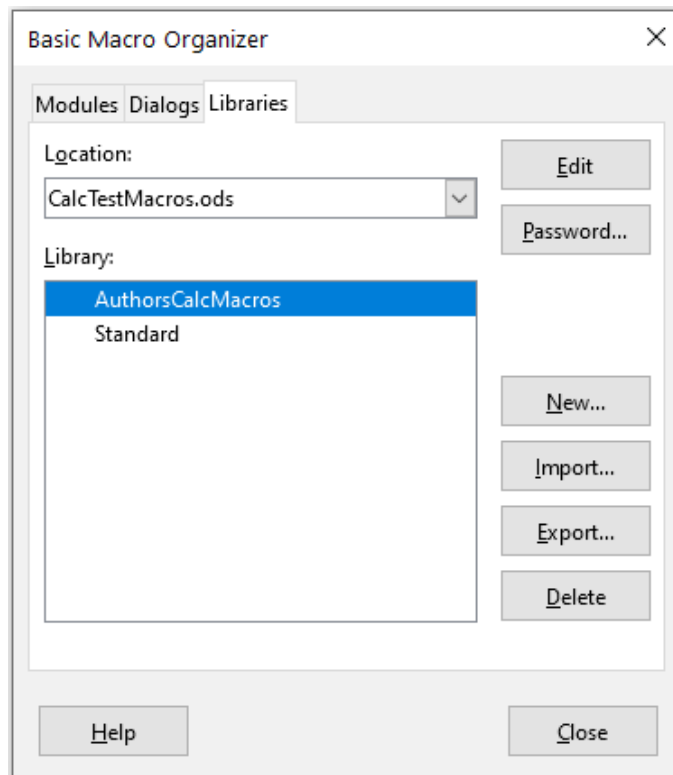 Basic Macro Organizer
Modules Dialogs Libraries
Location:
CalcTestMacros.ods
Edit
Password...
Library:
AuthorsCalcMacros
Standard
New...
Import...
Export...
Delete
Help
Close